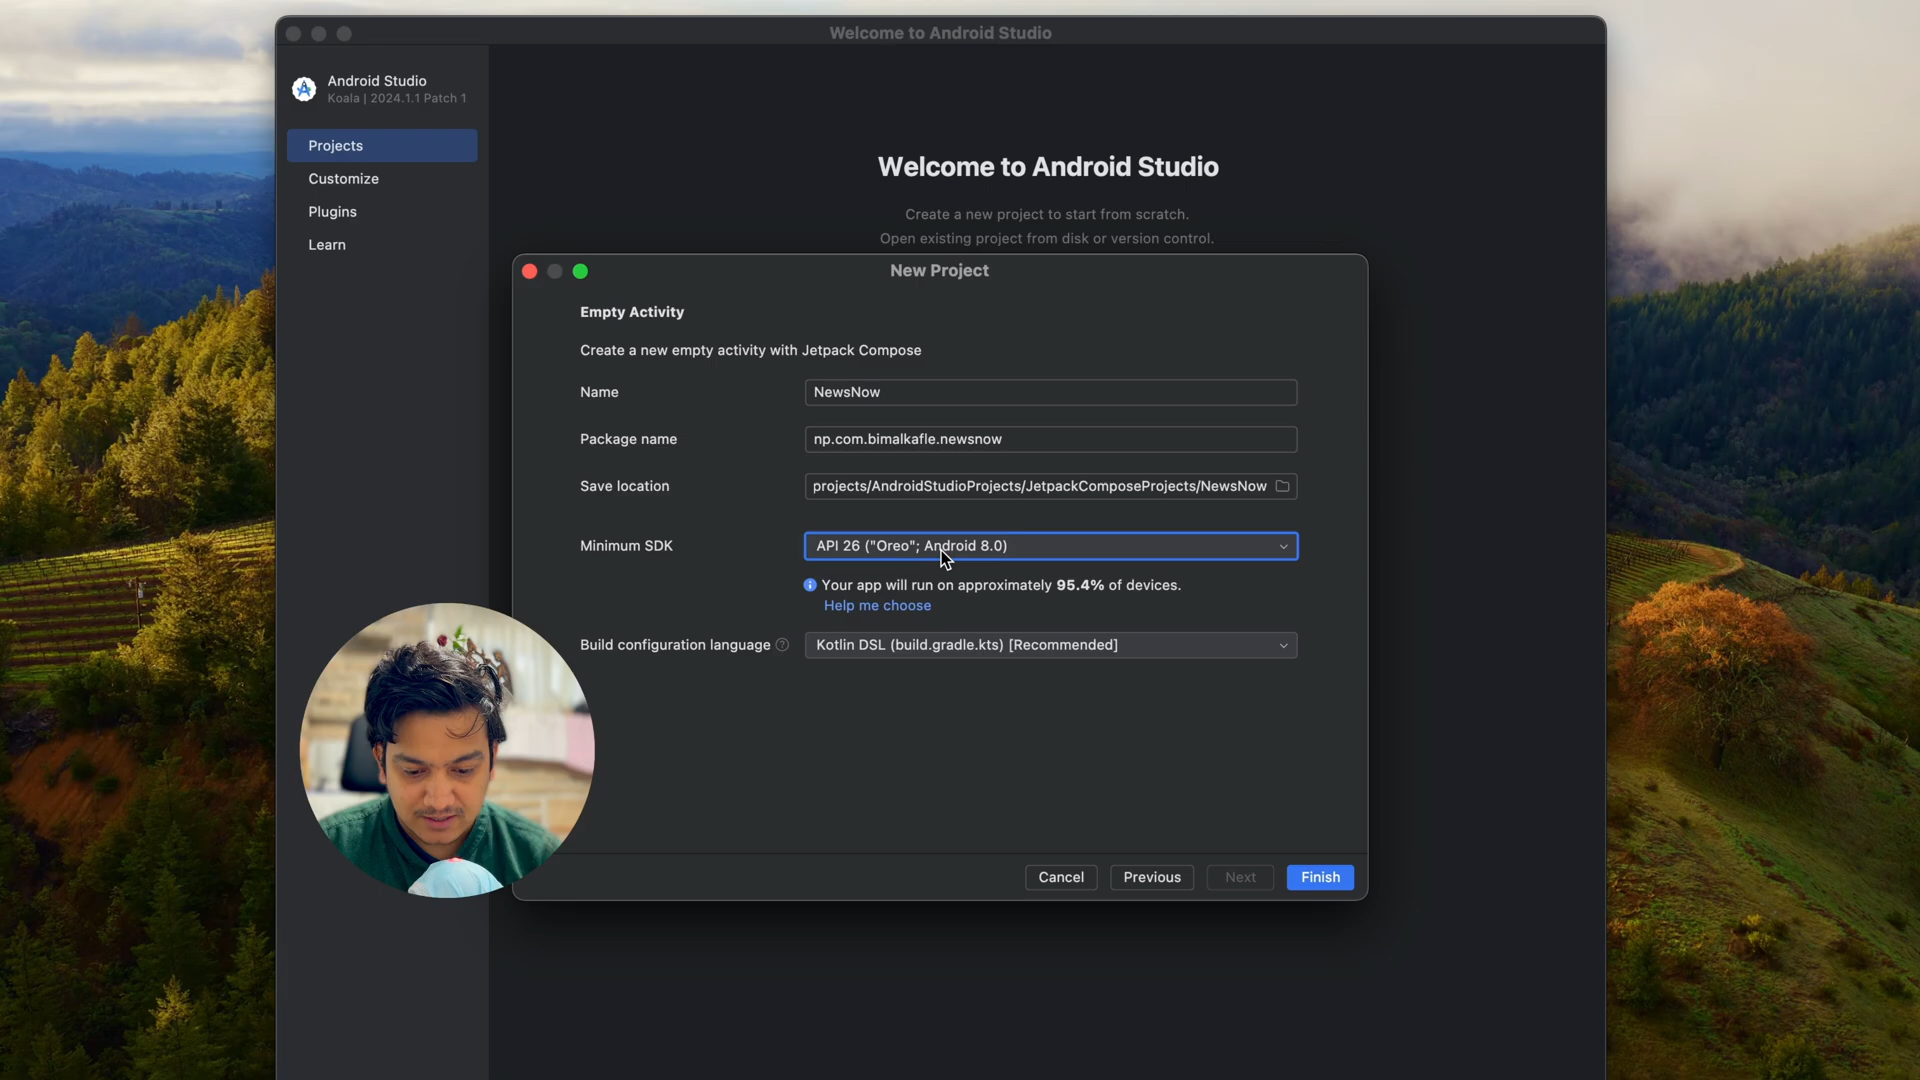 Welcome to Android Studio
Android Studio
Koala | 2024.1.1 Patch 1
Projects
Customize
Plugins
Learn
Welcome to Android Studio
Create a new project to start from scratch.
Open existing project from disk or version control.
New Project
Empty Activity
Create a new empty activity with Jetpack Compose
Name
NewsNow
Package name
np.com.bimalkafle.newsnow
Save location
projects/AndroidStudioProjects/JetpackComposeProjects/NewsNow
Minimum SDK
API 26 ("Oreo"; Android 8.0)
Your app will run on approximately 95.4% of devices.
Help me choose
Build configuration language ?
Kotlin DSL (build.gradle.kts) [Recommended]
Cancel
Previous
Next
Finish